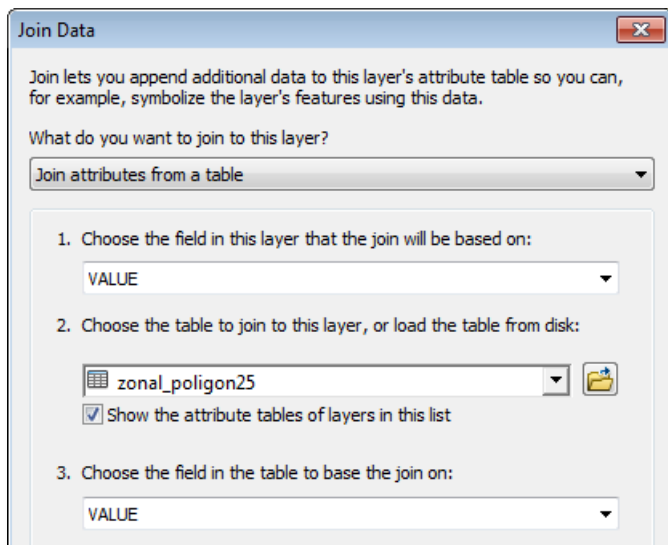 Join Data
Join lets you append additional data to this layer's attribute table so you can,
for example, symbolize the layer's features using this data.
What do you want to join to this layer?
Join attributes from a table
1. Choose the field in this layer that the join will be based on:
VALUE
2. Choose the table to join to this layer, or load the table from disk:
zonal_poligon25
Show the attribute tables of layers in this list
3. Choose the field in the table to base the join on:
VALUE